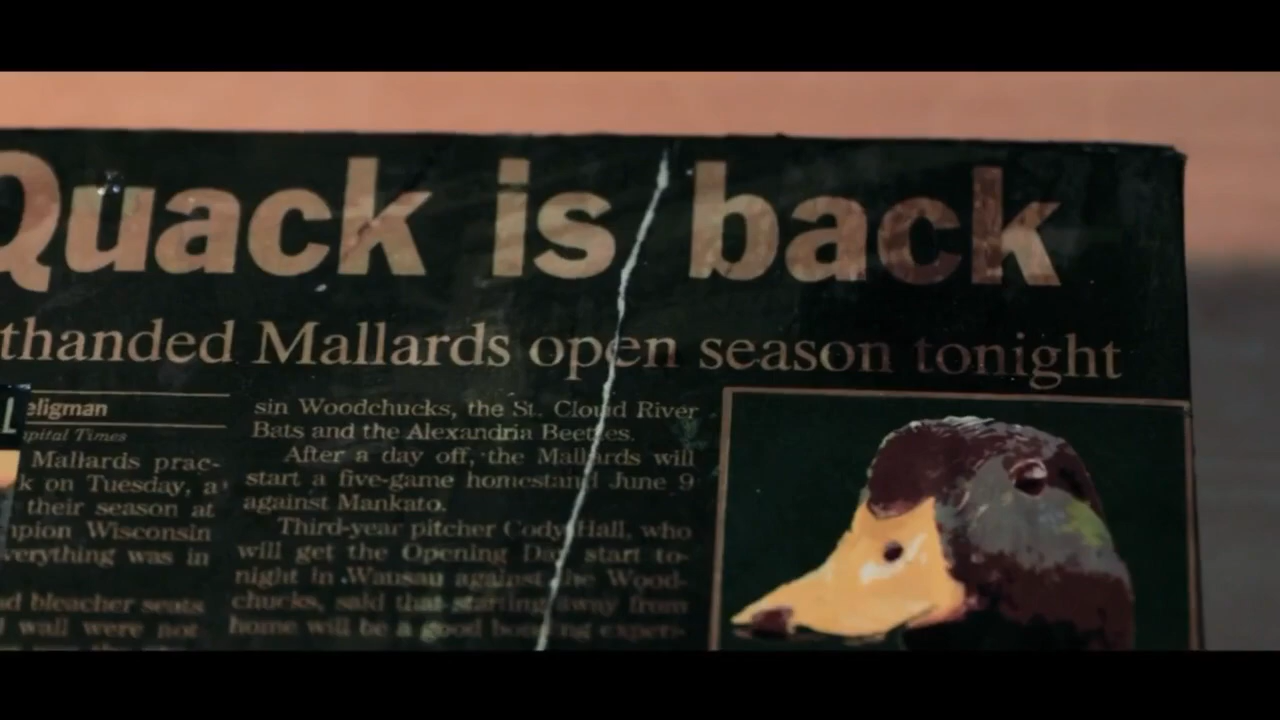 Quack is back
thanded Mallards open season tonight
L
eligman
apital Times
Mallards prac-
k on Tuesday, a
their season at
pion Wisconsin
verything was in
d bleacher seats
wall were not
sin Woodchucks, the St. Cloud River
Bats and the Alexandria Beetles.
After a day off, the Mallards will
start a five-game homestand June 9
against Mankato.
Third-year pitcher Cody Hall, who
will get the Opening Day start to-
night in Wausau against the Wood-
chucks, said that starting away from
home will be a good experi-